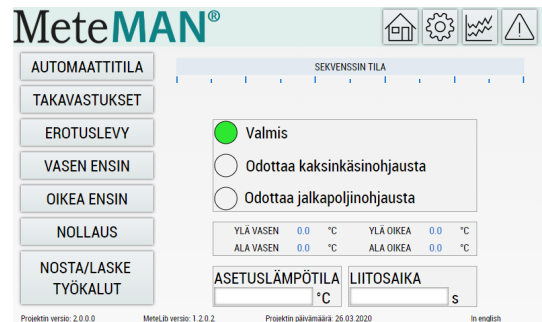 MeteMAN®
AUTOMAATTITILA
SEKVENSSIN TILA
TAKAVASTUKSET
EROTUSLEVY
Valmis
VASEN ENSIN
Odottaa kaksinkäsinohjausta
OIKEA ENSIN
Odottaa jalkapoljinohjausta
NOLLAUS
YLÄ VASEN 0.0 °C YLÄ OIKEA 0.0 °C
ALA VASEN 0.0 °C ALA OIKEA 0.0 °C
NOSTA/LASKE
TYÖKALUT
ASETUSLÄMPÖTILA LIITOSAIKA
°C s
Projektin versio: 2.0.0.0 MeteLib versio: 1.2.0.2 Projektin päivämäärä: 26.03.2020 In english